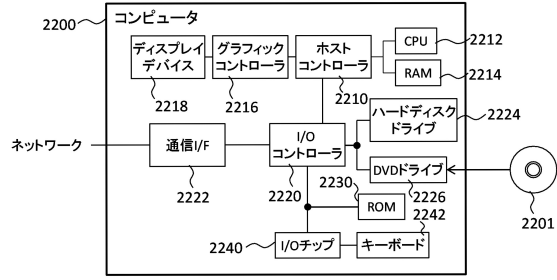 2200
コンピュータ
ディスプレイ
デバイス
2218
グラフィック
コントローラ
2216
ホスト
コントローラ
2210
CPU
2212
RAM
2214
ネットワーク
通信I/F
2222
I/O
コントローラ
2220
ハードディスク
ドライブ
2224
DVDドライブ
2226
2201
2230
ROM
2240
I/Oチップ
キーボード
2242